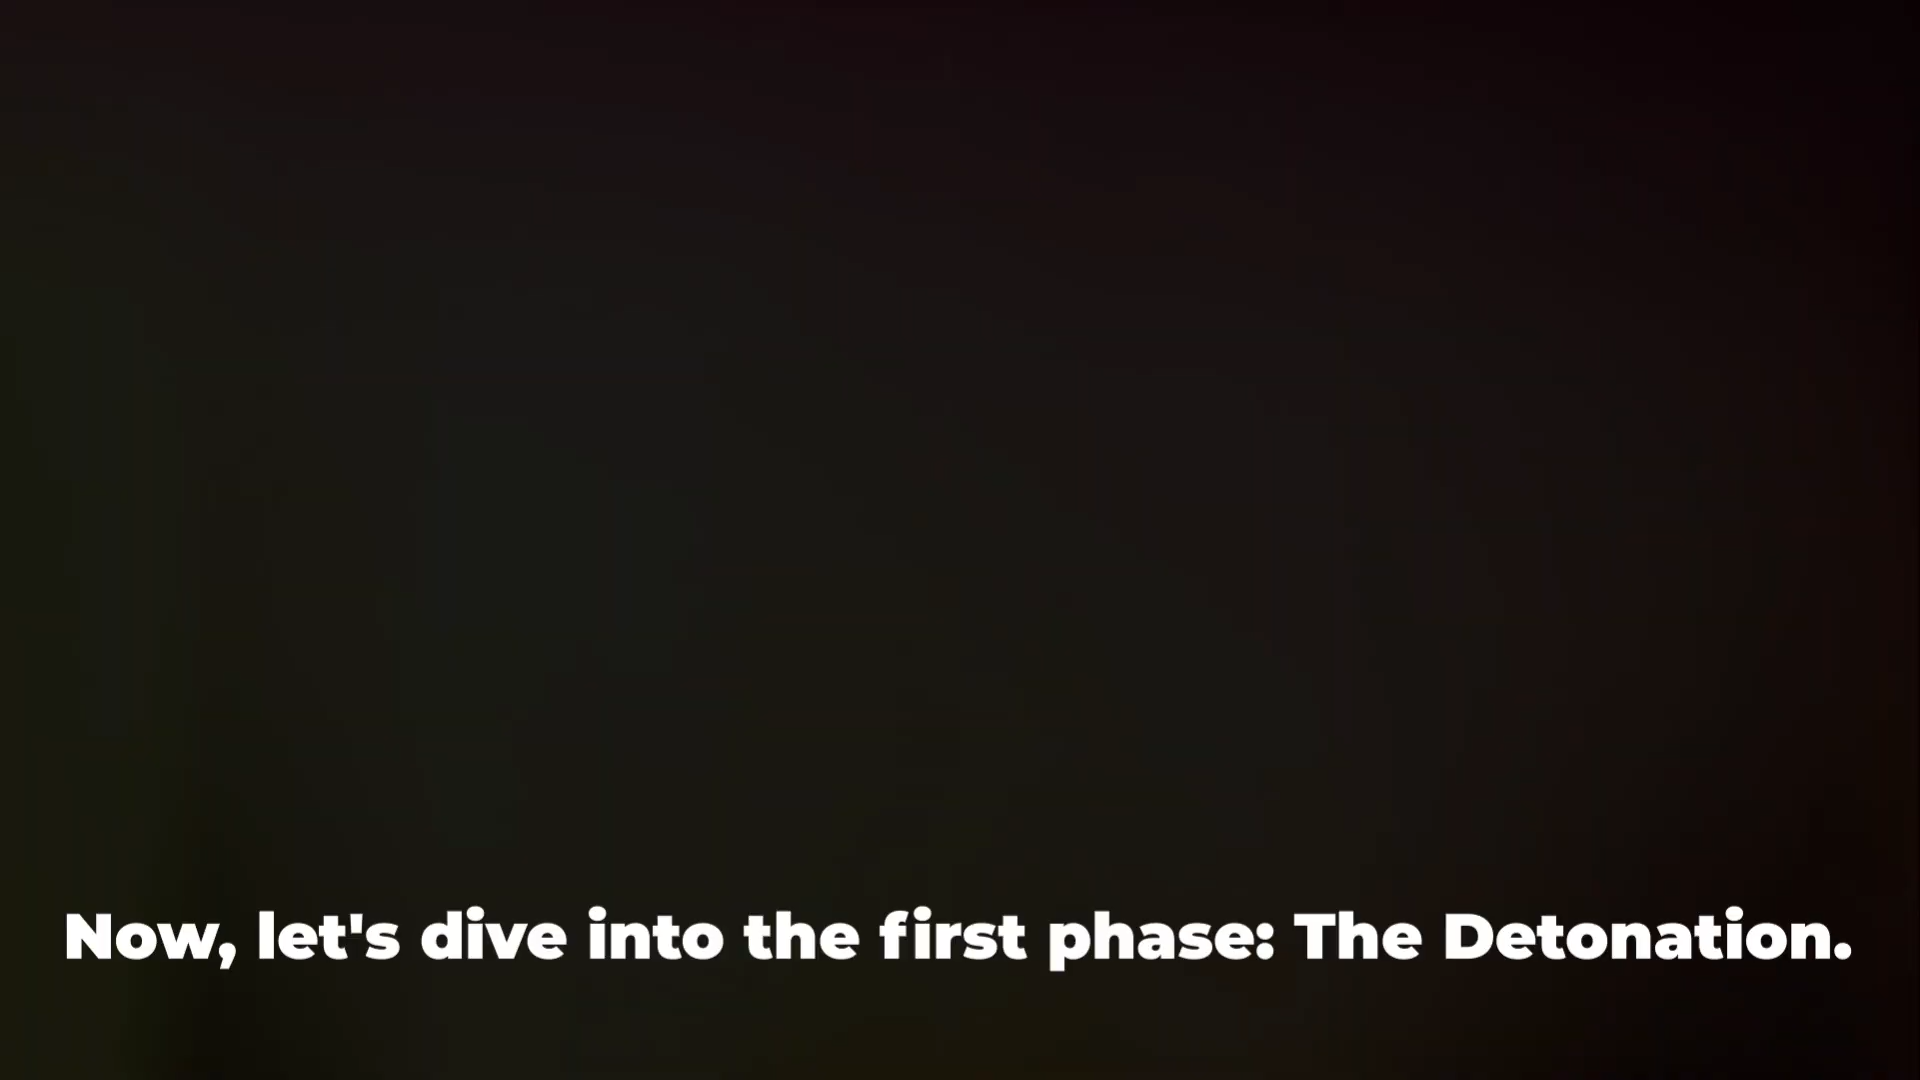 Now, let's dive into the first phase: The Detonation.